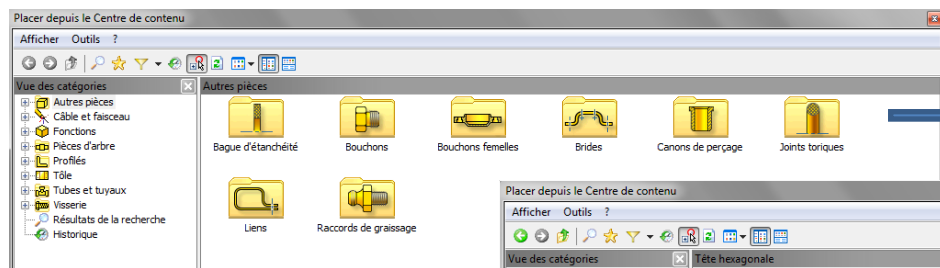 Placer depuis le Centre de contenu
Afficher Outils ?
Vue des catégories
Autres pièces
Câble et faisceau
Fonctions
Pièces d'arbre
Profilés
Tôle
Tubes et tuyaux
Visserie
Résultats de la recherche
Historique
Autres pièces
Bague d'étanchéité Bouchons Bouchons femelles Brides Canons de perçage Joints toriques
Liens Raccords de graissage
Placer depuis le Centre de contenu
Afficher Outils ?
Vue des catégories
Tête hexagonale